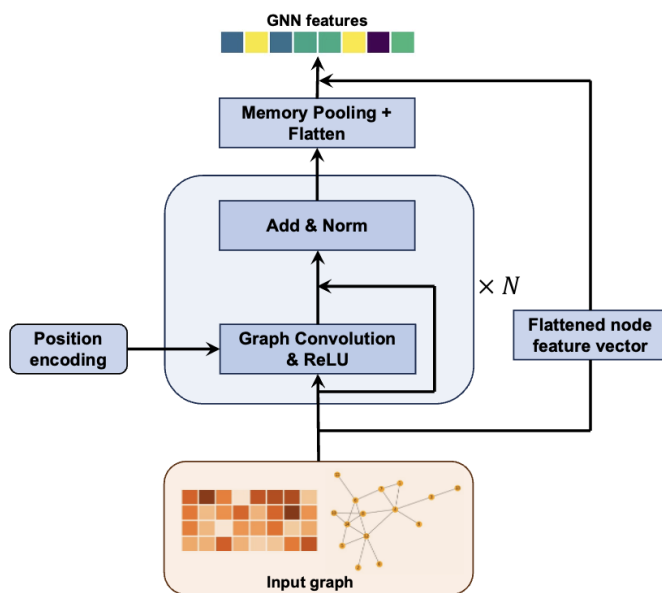 GNN features
Memory Pooling +
Flatten
Add & Norm
× N
Position
encoding
Graph Convolution
& ReLU
Flattened node
feature vector
Input graph